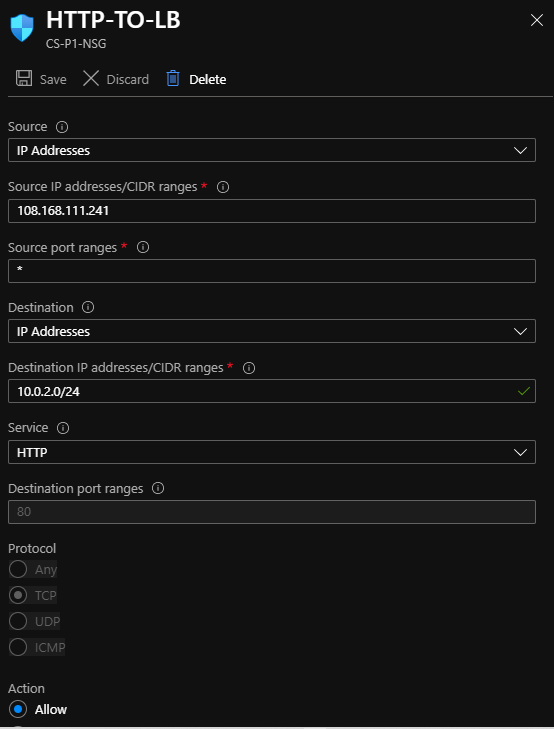 HTTP-TO-LB
CS-P1-NSG
Save Discard Delete
Source
IP Addresses
Source IP addresses/CIDR ranges *
108.168.111.241
Source port ranges *
*
Destination
IP Addresses
Destination IP addresses/CIDR ranges *
10.0.2.0/24
Service
HTTP
Destination port ranges
80
Protocol
Any
TCP
UDP
ICMP
Action
Allow